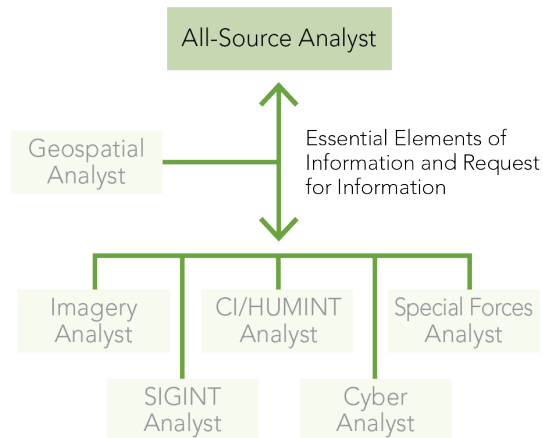 All-Source Analyst
Essential Elements of
Information and Request
for Information
Geospatial
Analyst
Imagery
Analyst
CI/HUMINT
Analyst
Special Forces
Analyst
SIGINT
Analyst
Cyber
Analyst